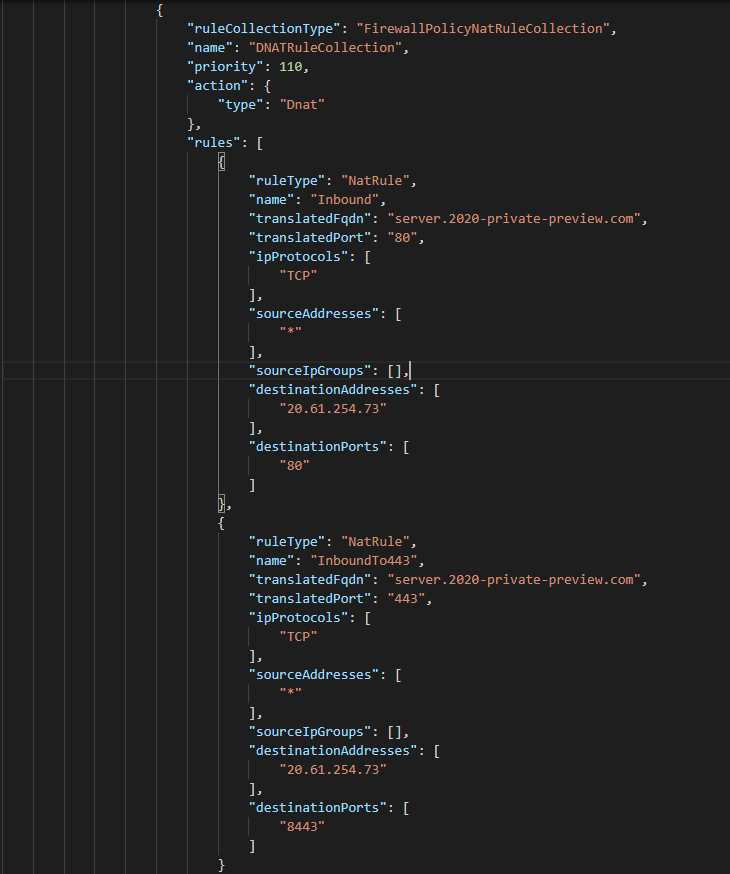 {
"ruleCollectionType": "FirewallPolicyNatRuleCollection",
"name": "DNATRuleCollection",
"priority": 110,
"action": {
"type": "Dnat"
},
"rules": [
{
"ruleType": "NatRule",
"name": "Inbound",
"translatedFqdn": "server.2020-private-preview.com",
"translatedPort": "80",
"ipProtocols": [
"TCP"
],
"sourceAddresses": [
"*"
],
"sourceIpGroups": [],
"destinationAddresses": [
"20.61.254.73"
],
"destinationPorts": [
"80"
]
},
{
"ruleType": "NatRule",
"name": "InboundTo443",
"translatedFqdn": "server.2020-private-preview.com",
"translatedPort": "443",
"ipProtocols": [
"TCP"
],
"sourceAddresses": [
"*"
],
"sourceIpGroups": [],
"destinationAddresses": [
"20.61.254.73"
],
"destinationPorts": [
"8443"
]
}